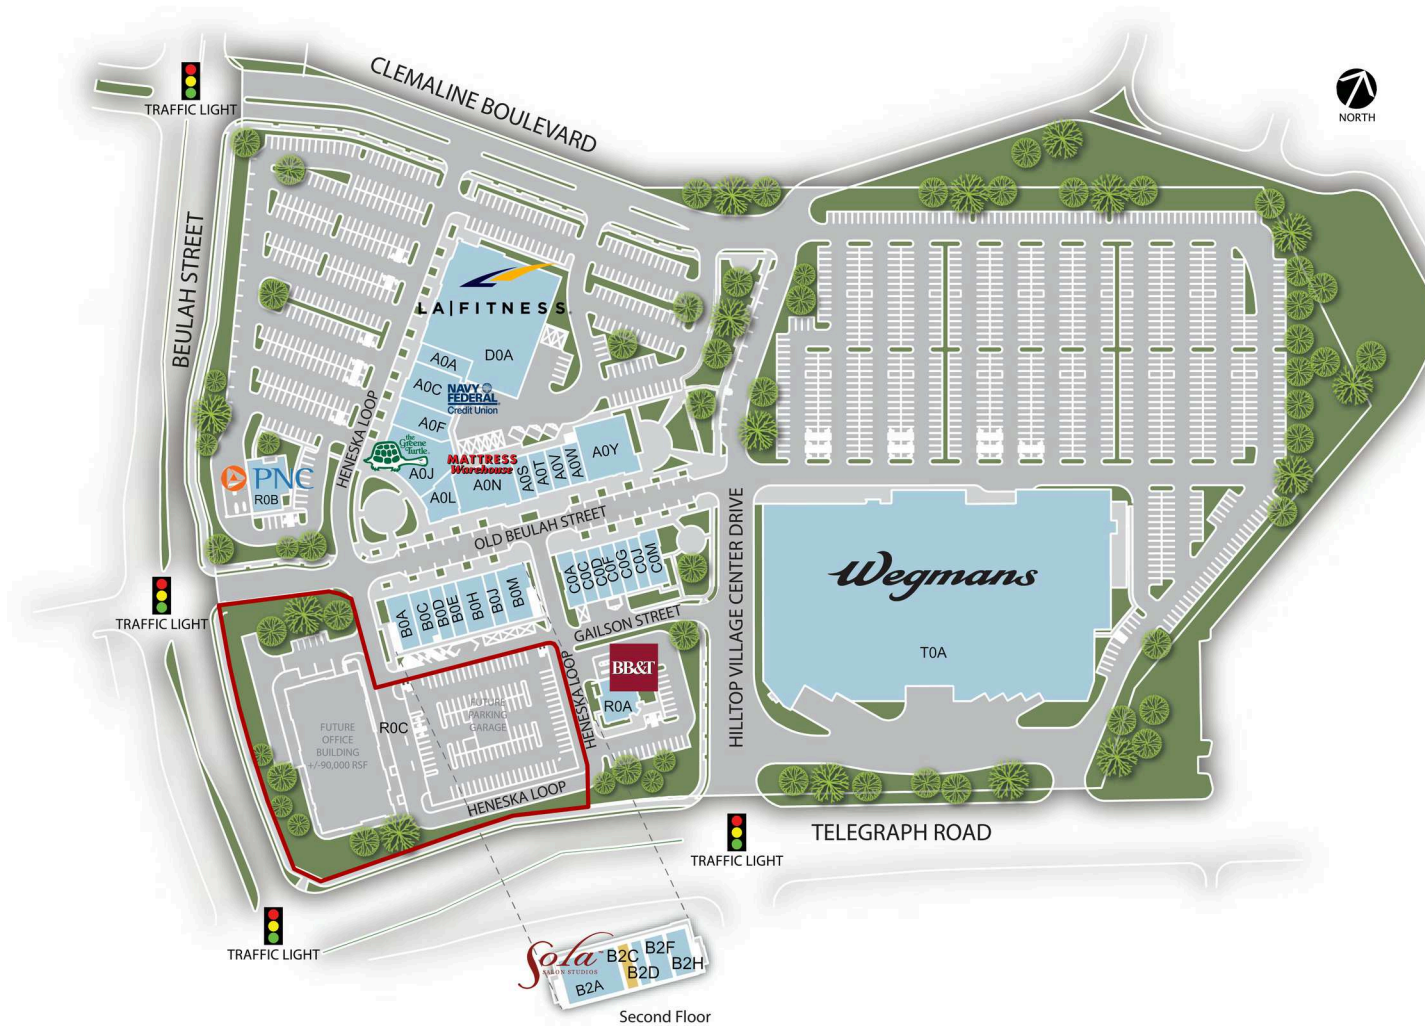 CLEMALINE BOULEVARD
TRAFFIC LIGHT
NORTH
BEULAH STREET
LA|FITNESS
D0A
A0A
A0C
NAVY
FEDERAL
Credit Union
A0F
HENESKA LOOP
the
Greene
Turtle
A0J
MATTRESS
Warehouse
A0L
A0N
A0S
A0T
A0V
A0W
A0Y
PNC
R0B
OLD BEULAH STREET
HILLTOP VILLAGE CENTER DRIVE
Wegmans
T0A
TRAFFIC LIGHT
B0A
B0C
B0D
B0E
B0H
B0J
B0M
C0A
C0C
C0D
C0F
C0G
C0J
C0M
GAILSON STREET
BB&T
R0A
HENESKA LOOP
FUTURE
OFFICE
BUILDING
+/-90,000 RSF
R0C
FUTURE
PARKING
GARAGE
HENESKA LOOP
TRAFFIC LIGHT
TELEGRAPH ROAD
TRAFFIC LIGHT
Sola
SALON STUDIOS
B2A
B2C
B2D
B2F
B2H
Second Floor